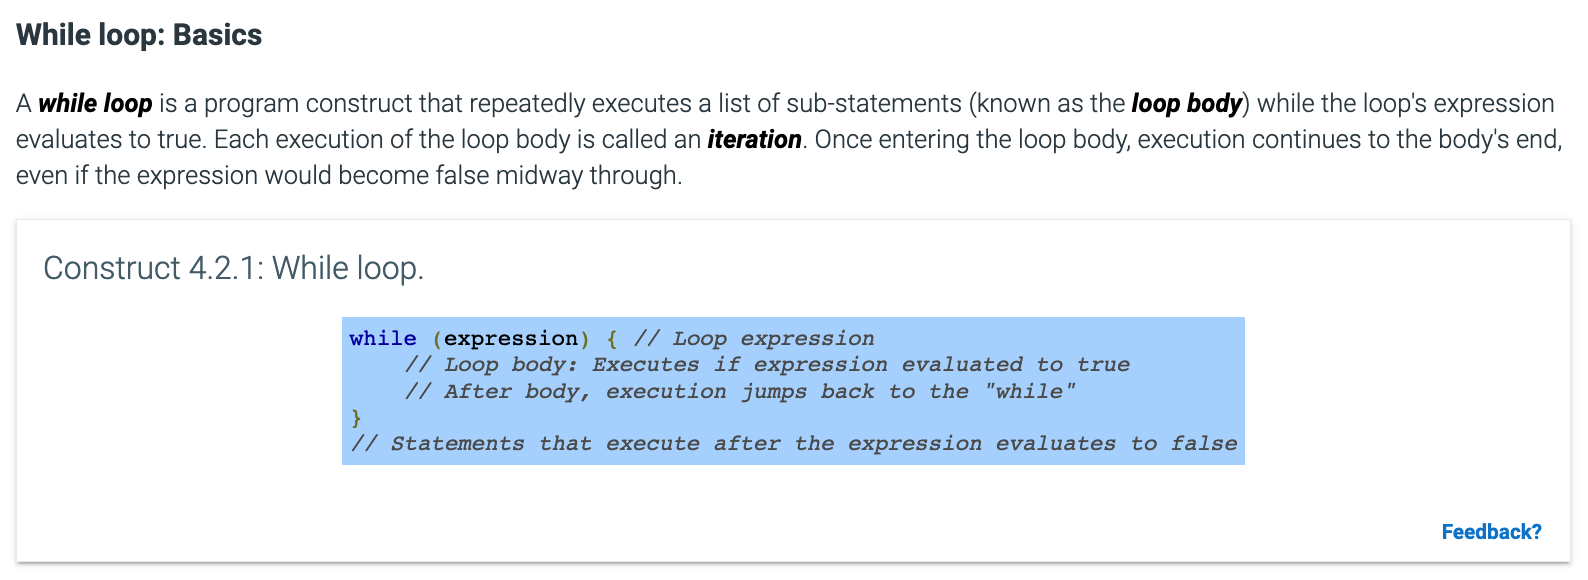 While loop: Basics
A while loop is a program construct that repeatedly executes a list of sub-statements (known as the loop body) while the loop's expression
evaluates to true. Each execution of the loop body is called an iteration. Once entering the loop body, execution continues to the body's end,
even if the expression would become false midway through.
Construct 4.2.1: While loop.
while (expression) { // Loop expression
    // Loop body: Executes if expression evaluated to true
    // After body, execution jumps back to the "while"
}
// Statements that execute after the expression evaluates to false
Feedback?